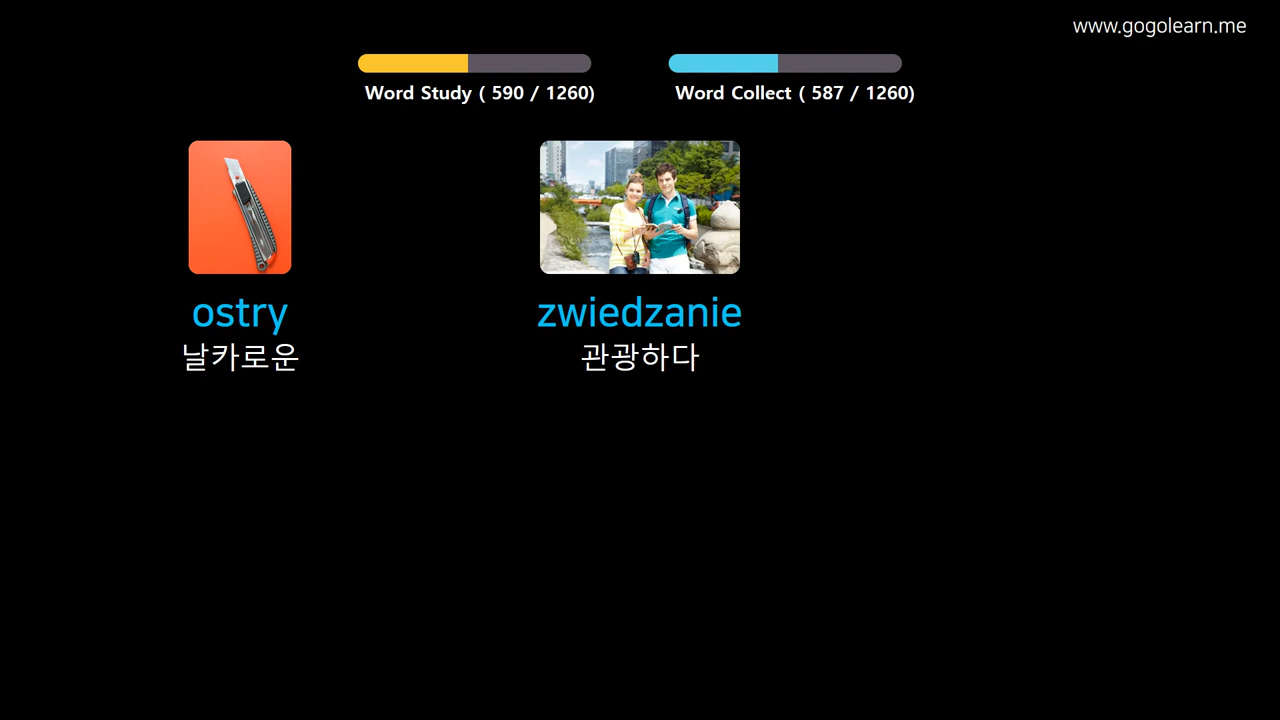 www.gogolearn.me
Word Study ( 590 / 1260)
Word Collect ( 587 / 1260)
ostry
날카로운
zwiedzanie
관광하다